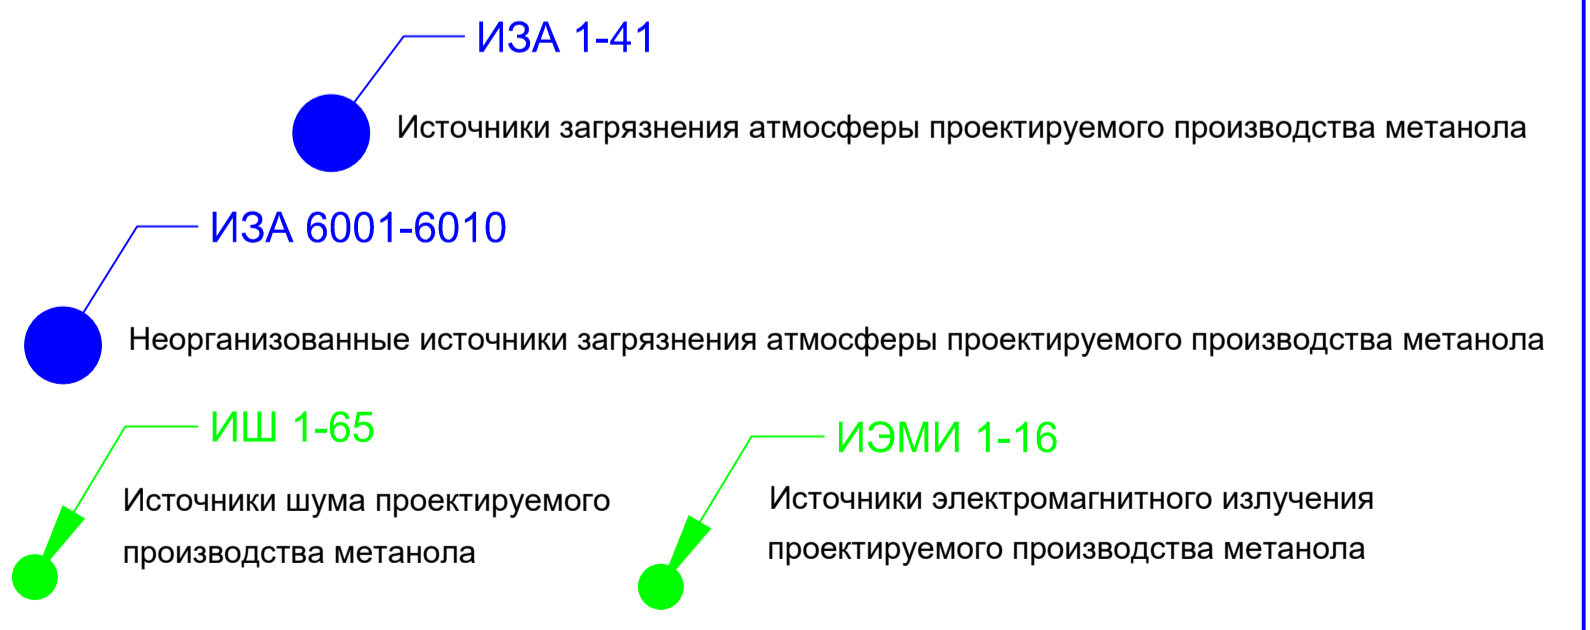 ИЗА 1-41
Источники загрязнения атмосферы проектируемого производства метанола
ИЗА 6001-6010
Неорганизованные источники загрязнения атмосферы проектируемого производства метанола
ИШ 1-65
Источники шума проектируемого
производства метанола
ИЭМИ 1-16
Источники электромагнитного излучения
проектируемого производства метанола